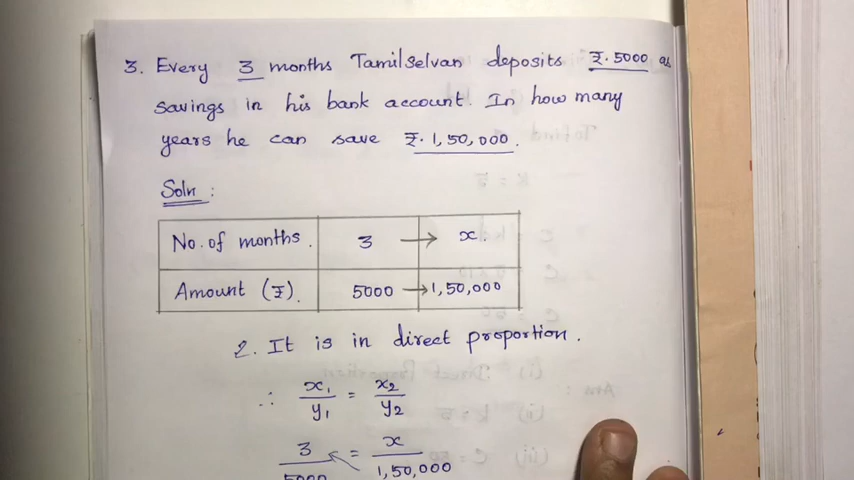 3. Every 3 months Tamilselvan deposits ₹.5000 as
savings in his bank account. In how many
years he can save ₹.1,50,000.
Soln :
No. of months. 3 → x.
Amount (₹). 5000 → 1,50,000
2. It is in direct proportion.
∴ x₁/y₁ = x₂/y₂
3/5000 = x/1,50,000